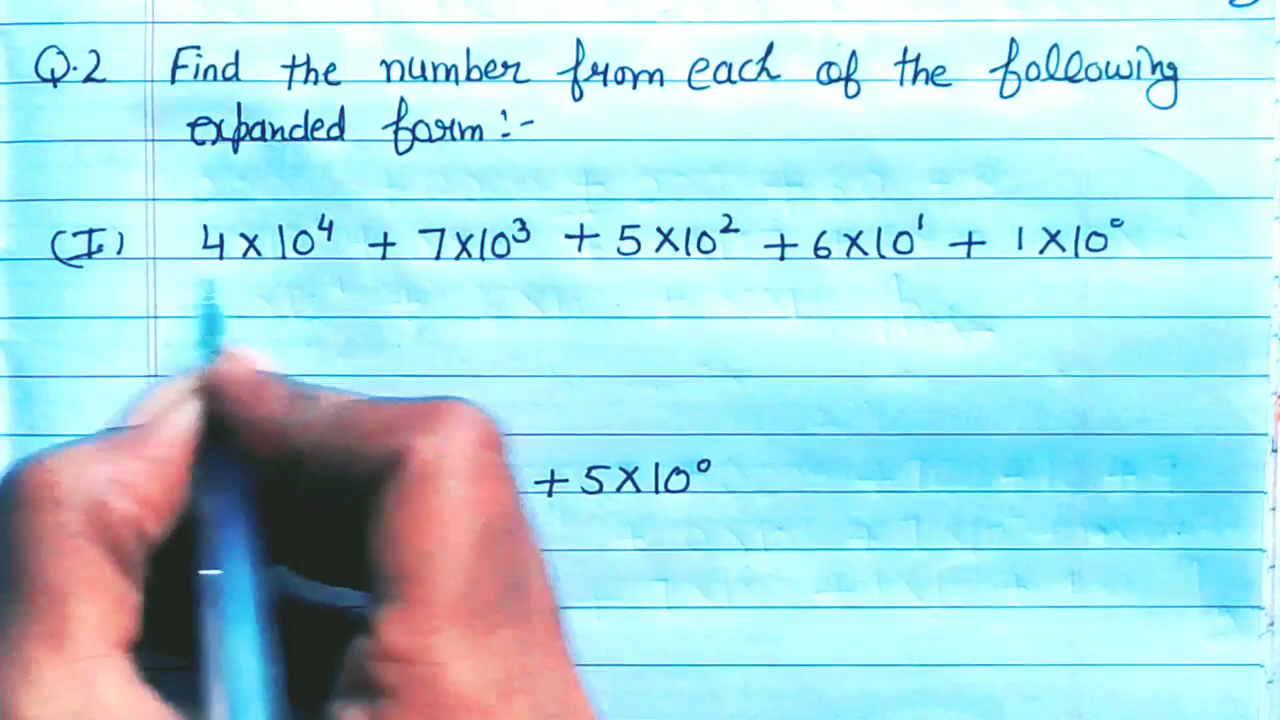 Q.2 Find the number from each of the following
expanded form :-
(I) 4×10⁴ + 7×10³ + 5×10² + 6×10¹ + 1×10⁰
+5×10⁰